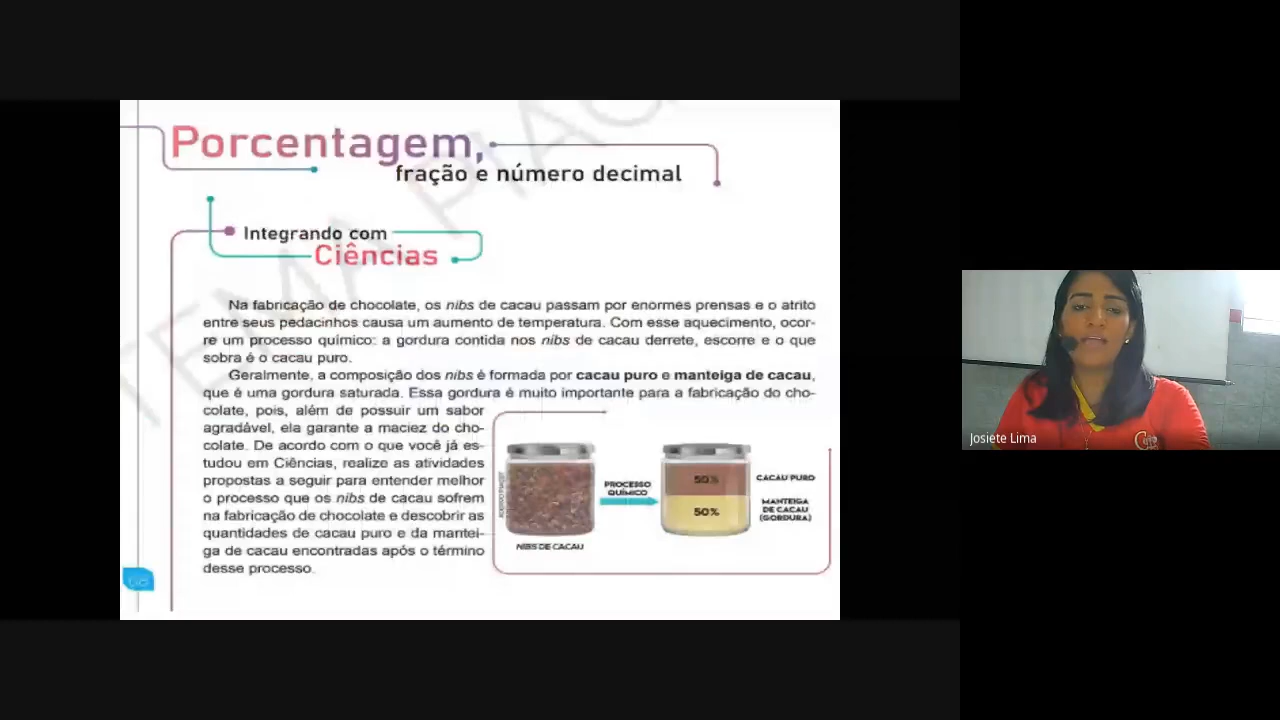 Porcentagem,
fração e número decimal
Integrando com
Ciências
Na fabricação de chocolate, os nibs de cacau passam por enormes prensas e o atrito
entre seus pedacinhos causa um aumento de temperatura. Com esse aquecimento, ocor-
re um processo químico: a gordura contida nos nibs de cacau derrete, escorre e o que
sobra é o cacau puro.
Geralmente, a composição dos nibs é formada por cacau puro e manteiga de cacau,
que é uma gordura saturada. Essa gordura é muito importante para a fabricação do cho-
colate, pois, além de possuir um sabor
agradável, ela garante a maciez do cho-
colate. De acordo com o que você já es-
tudou em Ciências, realize as atividades
propostas a seguir para entender melhor
o processo que os nibs de cacau sofrem
na fabricação de chocolate e descobrir as
quantidades de cacau puro e da mantei-
ga de cacau encontradas após o término
desse processo.
NIBS DE CACAU
PROCESSO
QUÍMICO
50%
50%
CACAU PURO
MANTEIGA
DE CACAU
(GORDURA)
Josiete Lima